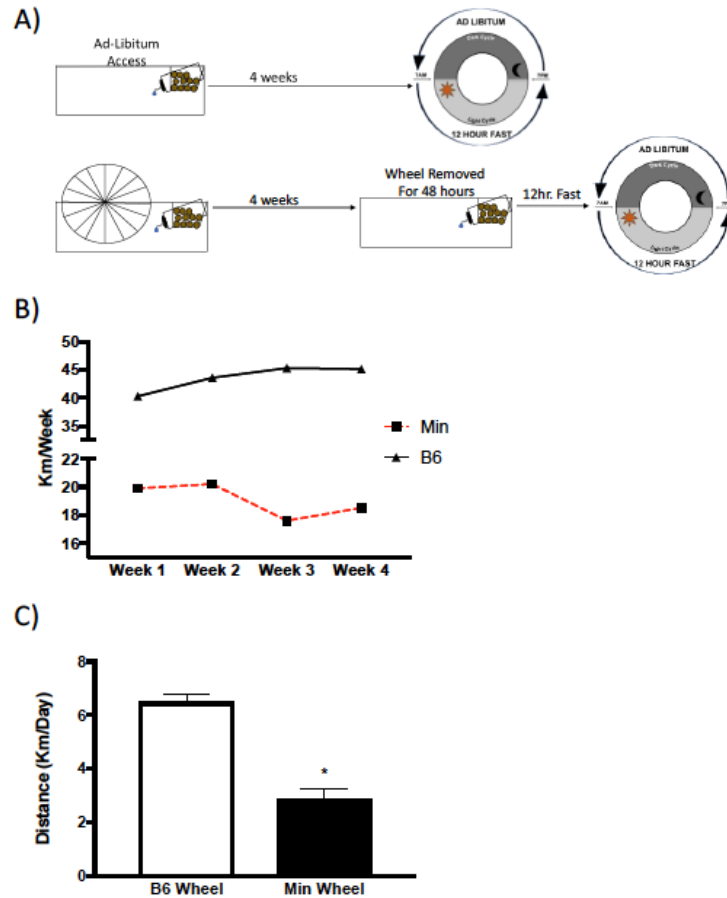 A)
Ad-Libitum
Access
4 weeks
AD LIBITUM
Dark Cycle
7AM
7PM
Light Cycle
12 HOUR FAST
4 weeks
Wheel Removed
For 48 hours
12hr. Fast
AD LIBITUM
Dark Cycle
7AM
Light Cycle
12 HOUR FAST
B)
50
45
40
35
22
20
18
16
Km/Week
Min
B6
Week 1 Week 2 Week 3 Week 4
C)
8
6
4
2
0
Distance (Km/Day)
*
B6 Wheel Min Wheel